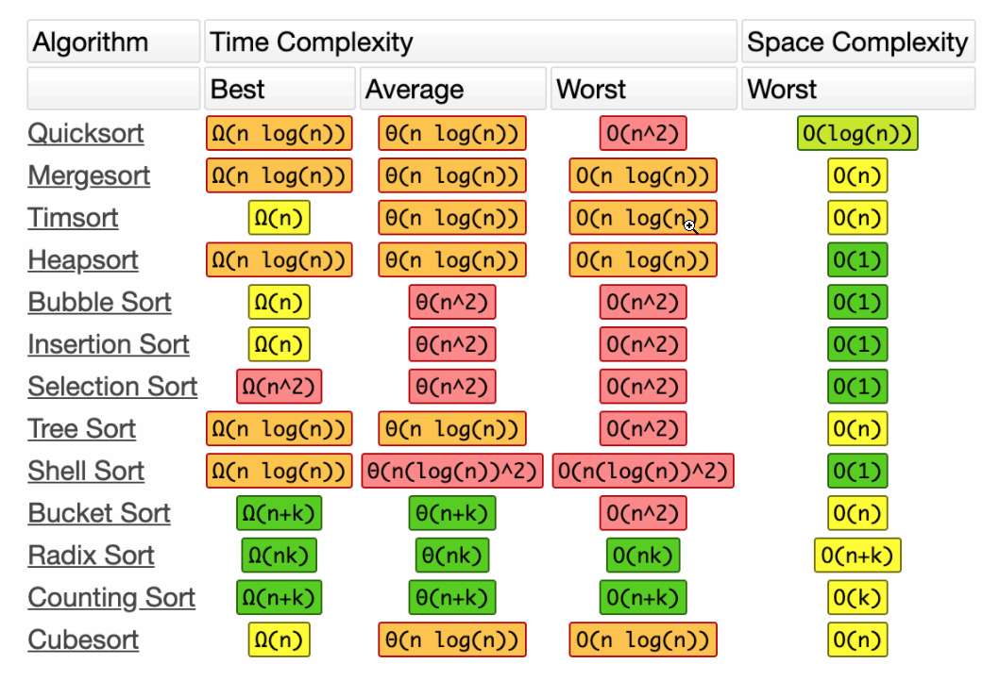 Algorithm Time Complexity Space Complexity
Best Average Worst Worst
Quicksort Ω(n log(n)) Θ(n log(n)) O(n^2) O(log(n))
Mergesort Ω(n log(n)) Θ(n log(n)) O(n log(n)) O(n)
Timsort Ω(n) Θ(n log(n)) O(n log(n)) O(n)
Heapsort Ω(n log(n)) Θ(n log(n)) O(n log(n)) O(1)
Bubble Sort Ω(n) Θ(n^2) O(n^2) O(1)
Insertion Sort Ω(n) Θ(n^2) O(n^2) O(1)
Selection Sort Ω(n^2) Θ(n^2) O(n^2) O(1)
Tree Sort Ω(n log(n)) Θ(n log(n)) O(n^2) O(n)
Shell Sort Ω(n log(n)) Θ(n(log(n))^2) O(n(log(n))^2) O(1)
Bucket Sort Ω(n+k) Θ(n+k) O(n^2) O(n)
Radix Sort Ω(nk) Θ(nk) O(nk) O(n+k)
Counting Sort Ω(n+k) Θ(n+k) O(n+k) O(k)
Cubesort Ω(n) Θ(n log(n)) O(n log(n)) O(n)